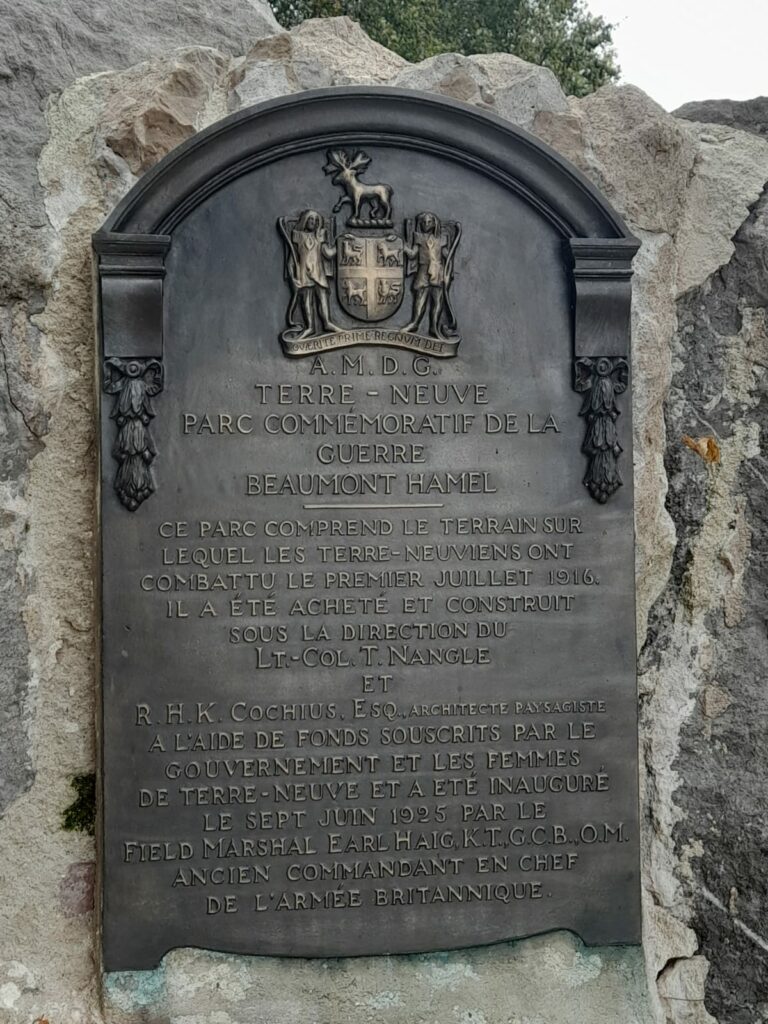 QUÆRITE PRIME REGNUM DEI
A.M.D.G.
TERRE - NEUVE
PARC COMMÉMORATIF DE LA
GUERRE
BEAUMONT HAMEL
CE PARC COMPREND LE TERRAIN SUR
LEQUEL LES TERRE-NEUVIENS ONT
COMBATTU LE PREMIER JUILLET 1916.
IL A ÉTÉ ACHETÉ ET CONSTRUIT
SOUS LA DIRECTION DU
LT.-COL. T. NANGLE
ET
R.H.K. COCHIUS, ESQ., ARCHITECTE PAYSAGISTE
A L'AIDE DE FONDS SOUSCRITS PAR LE
GOUVERNEMENT ET LES FEMMES
DE TERRE-NEUVE ET A ÉTÉ INAUGURÉ
LE SEPT JUIN 1925 PAR LE
FIELD MARSHAL EARL HAIG, K.T., G.C.B., O.M.
ANCIEN COMMANDANT EN CHEF
DE L'ARMÉE BRITANNIQUE.